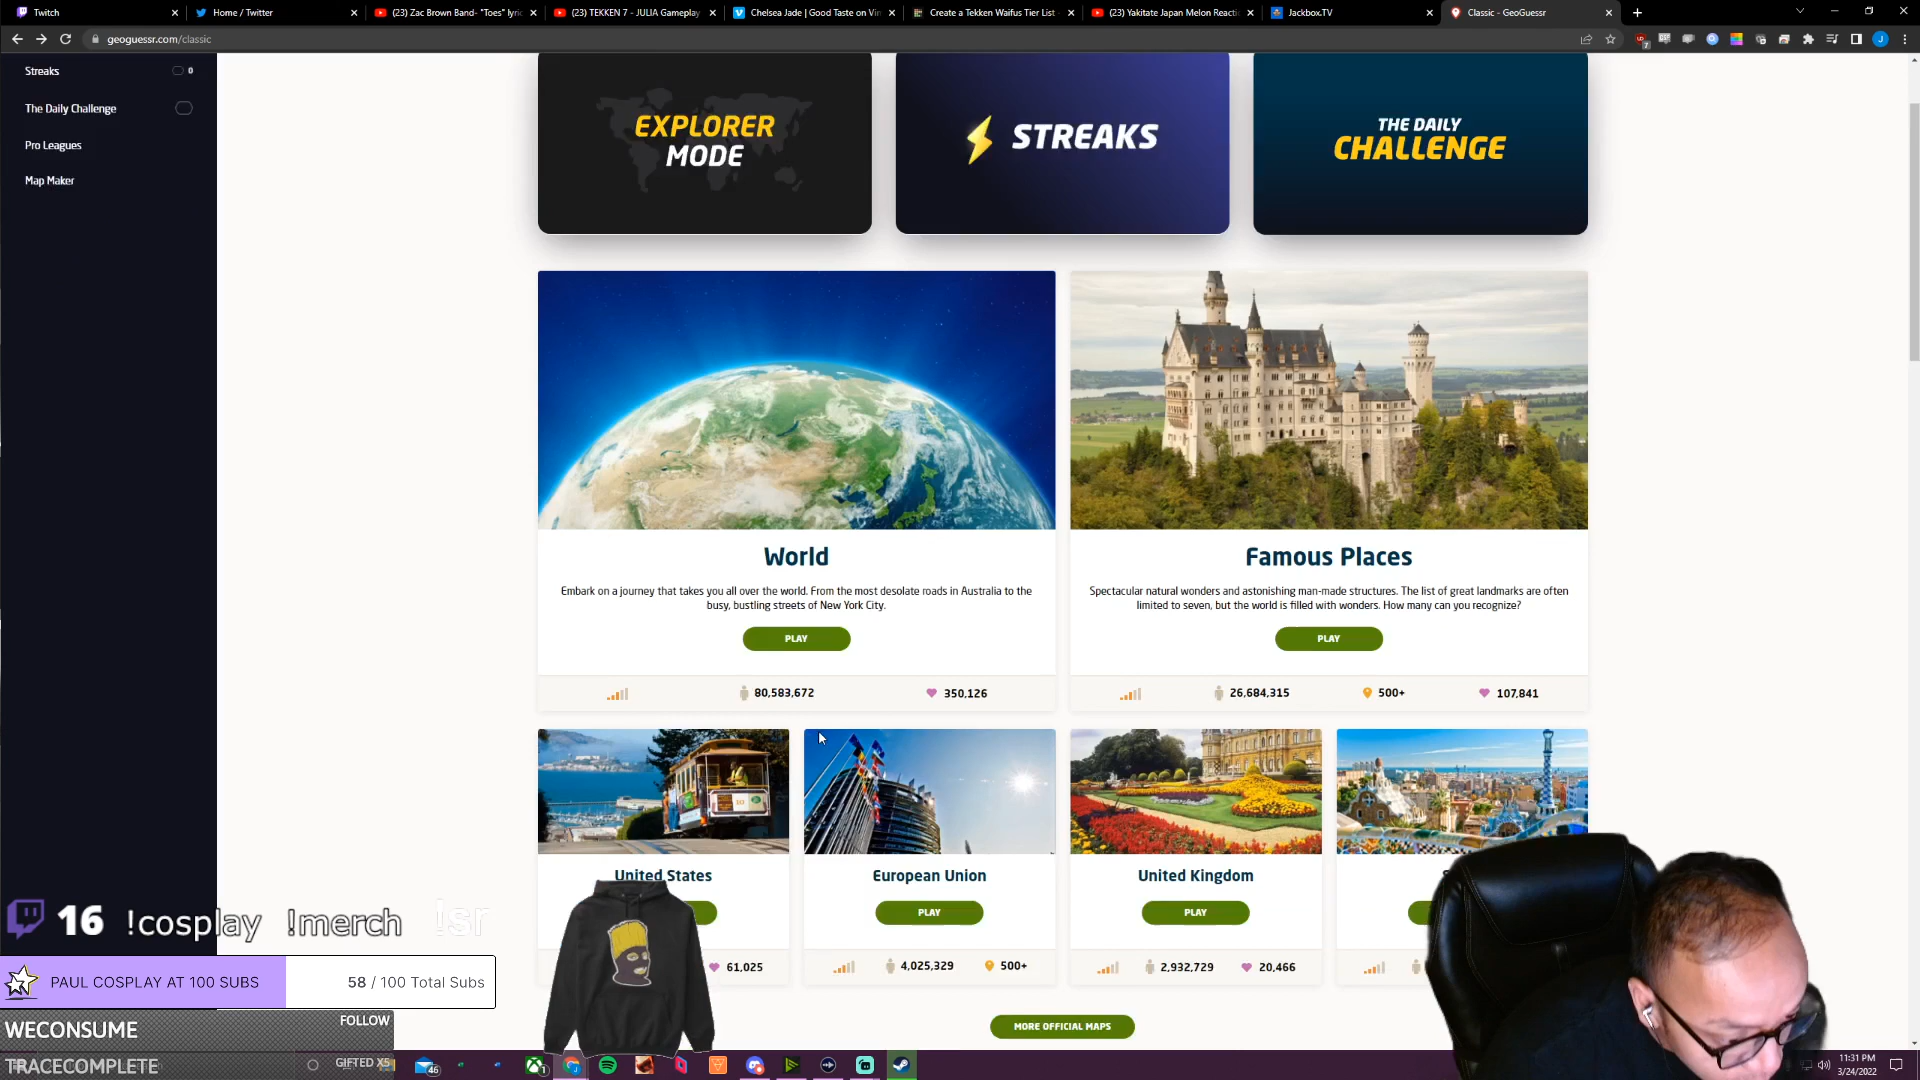 Twitch
Home / Twitter
(23) Zac Brown Band- "Toes" lyri
(23) TEKKEN 7 - JULIA Gameplay
Chelsea Jade | Good Taste on Vin
Create a Tekken Waifus Tier List
(23) Yakitate Japan Melon Reacti
Jackbox.TV
Classic - GeoGuessr
geoguessr.com/classic
Streaks 0
The Daily Challenge
Pro Leagues
Map Maker
EXPLORER
MODE
STREAKS
THE DAILY
CHALLENGE
World
Embark on a journey that takes you all over the world. From the most desolate roads in Australia to the
busy, bustling streets of New York City.
PLAY
80,583,672 350,126
Famous Places
Spectacular natural wonders and astonishing man-made structures. The list of great landmarks are often
limited to seven, but the world is filled with wonders. How many can you recognize?
PLAY
26,684,315 500+ 107,841
United States
61,025
European Union
PLAY
4,025,329 500+
United Kingdom
PLAY
2,932,729 20,466
MORE OFFICIAL MAPS
16 !cosplay !merch !sr
PAUL COSPLAY AT 100 SUBS 58 / 100 Total Subs
WECONSUME FOLLOW
TRACECOMPLETE GIFTED X5
46
1
11:31 PM
3/24/2022